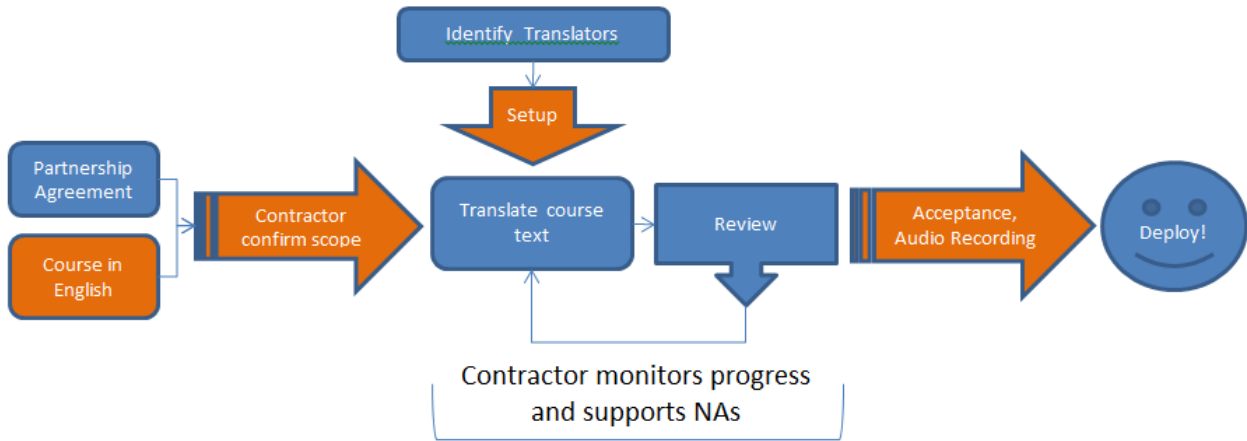 Identify Translators
Setup
Partnership
Agreement
Course in
English
Contractor
confirm scope
Translate course
text
Review
Acceptance,
Audio Recording
Deploy!
Contractor monitors progress
and supports NAs